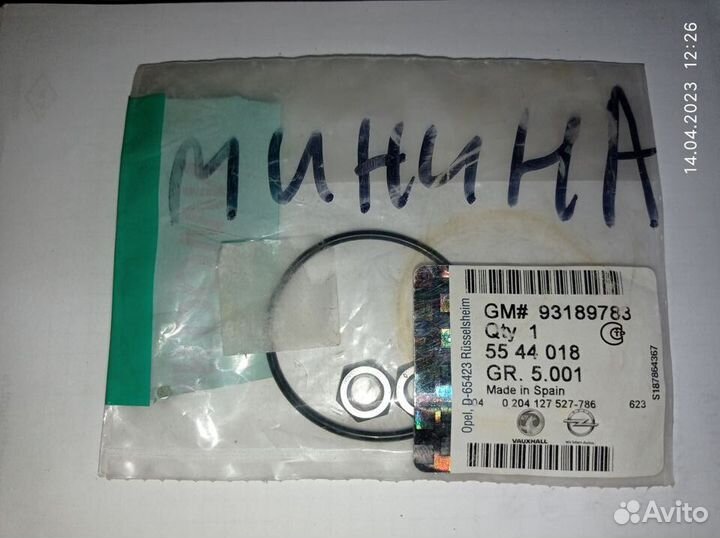 14.04.2023 12:26
МИНИНА
Opel, D-65423 Rüsselsheim
GM# 93189783
Qty 1
55 44 018
GR. 5.001
Made in Spain
0 204 127 527-786 623
S187864367
VAUXHALL
Avito